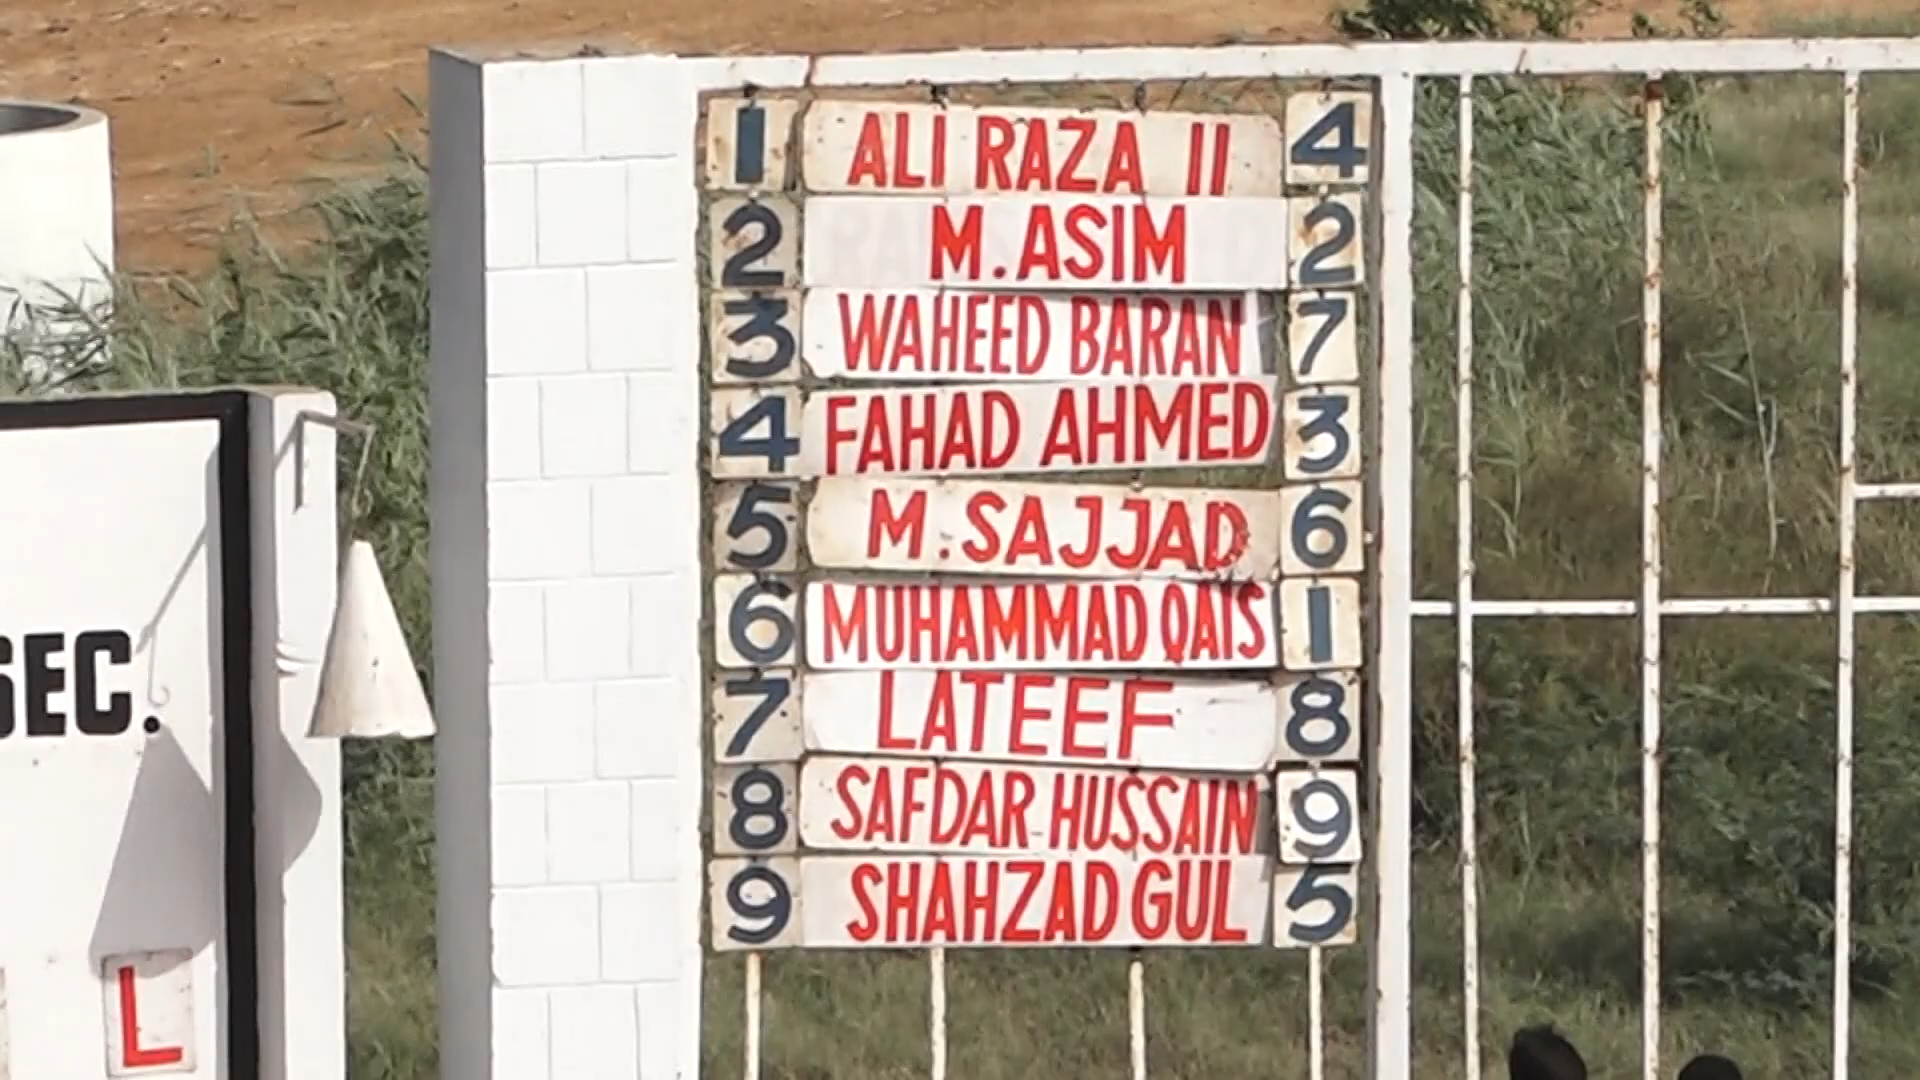 1 ALI RAZA II 4
2 M.ASIM 2
3 WAHEED BARAN 7
4 FAHAD AHMED 3
5 M.SAJJAD 6
6 MUHAMMAD QAIS 1
7 LATEEF 8
8 SAFDAR HUSSAIN 9
9 SHAHZAD GUL 5
SEC.
L